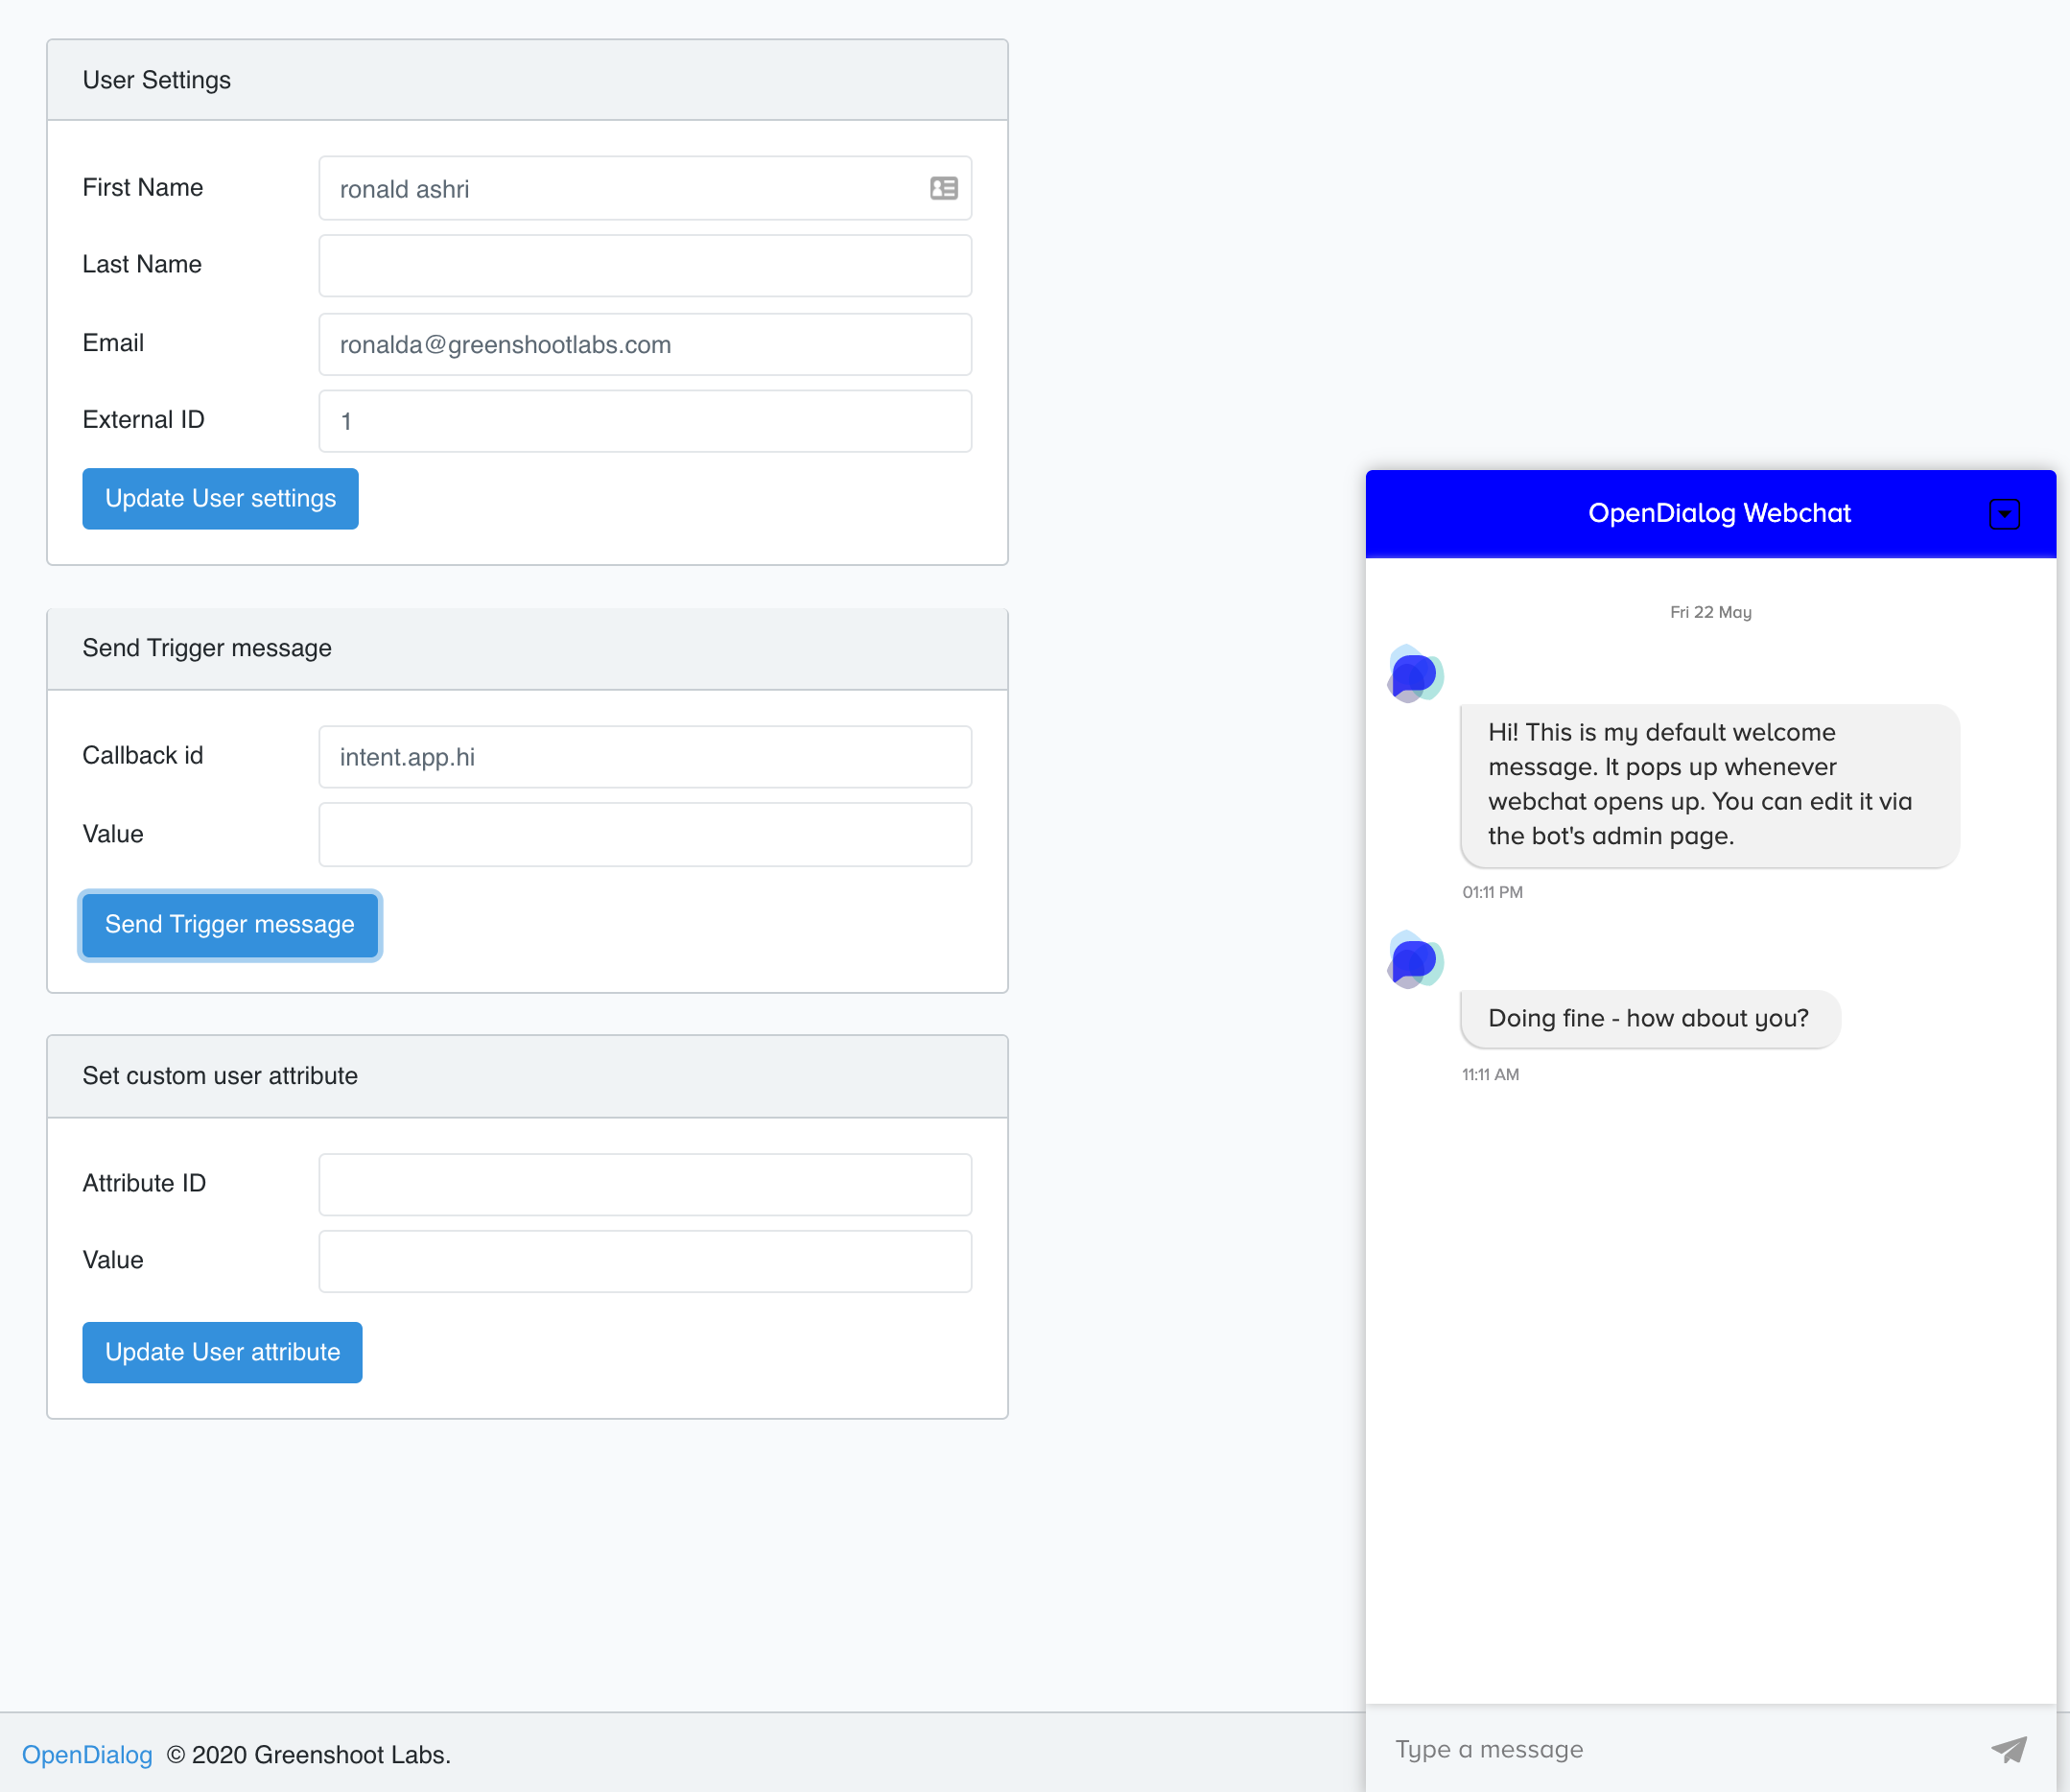 User Settings
First Name
ronald ashri
Last Name
Email
ronalda@greenshootlabs.com
External ID
1
Update User settings
Send Trigger message
Callback id
intent.app.hi
Value
Send Trigger message
Set custom user attribute
Attribute ID
Value
Update User attribute
OpenDialog © 2020 Greenshoot Labs.
OpenDialog Webchat
Fri 22 May
Hi! This is my default welcome
message. It pops up whenever
webchat opens up. You can edit it via
the bot's admin page.
01:11 PM
Doing fine - how about you?
11:11 AM
Type a message